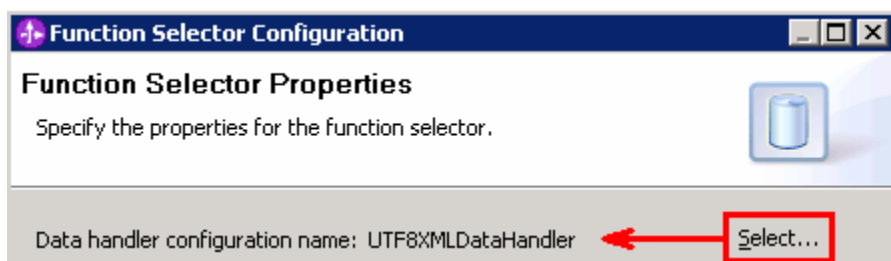 Function Selector Configuration
Function Selector Properties
Specify the properties for the function selector.
Data handler configuration name: UTF8XMLDataHandler Select...